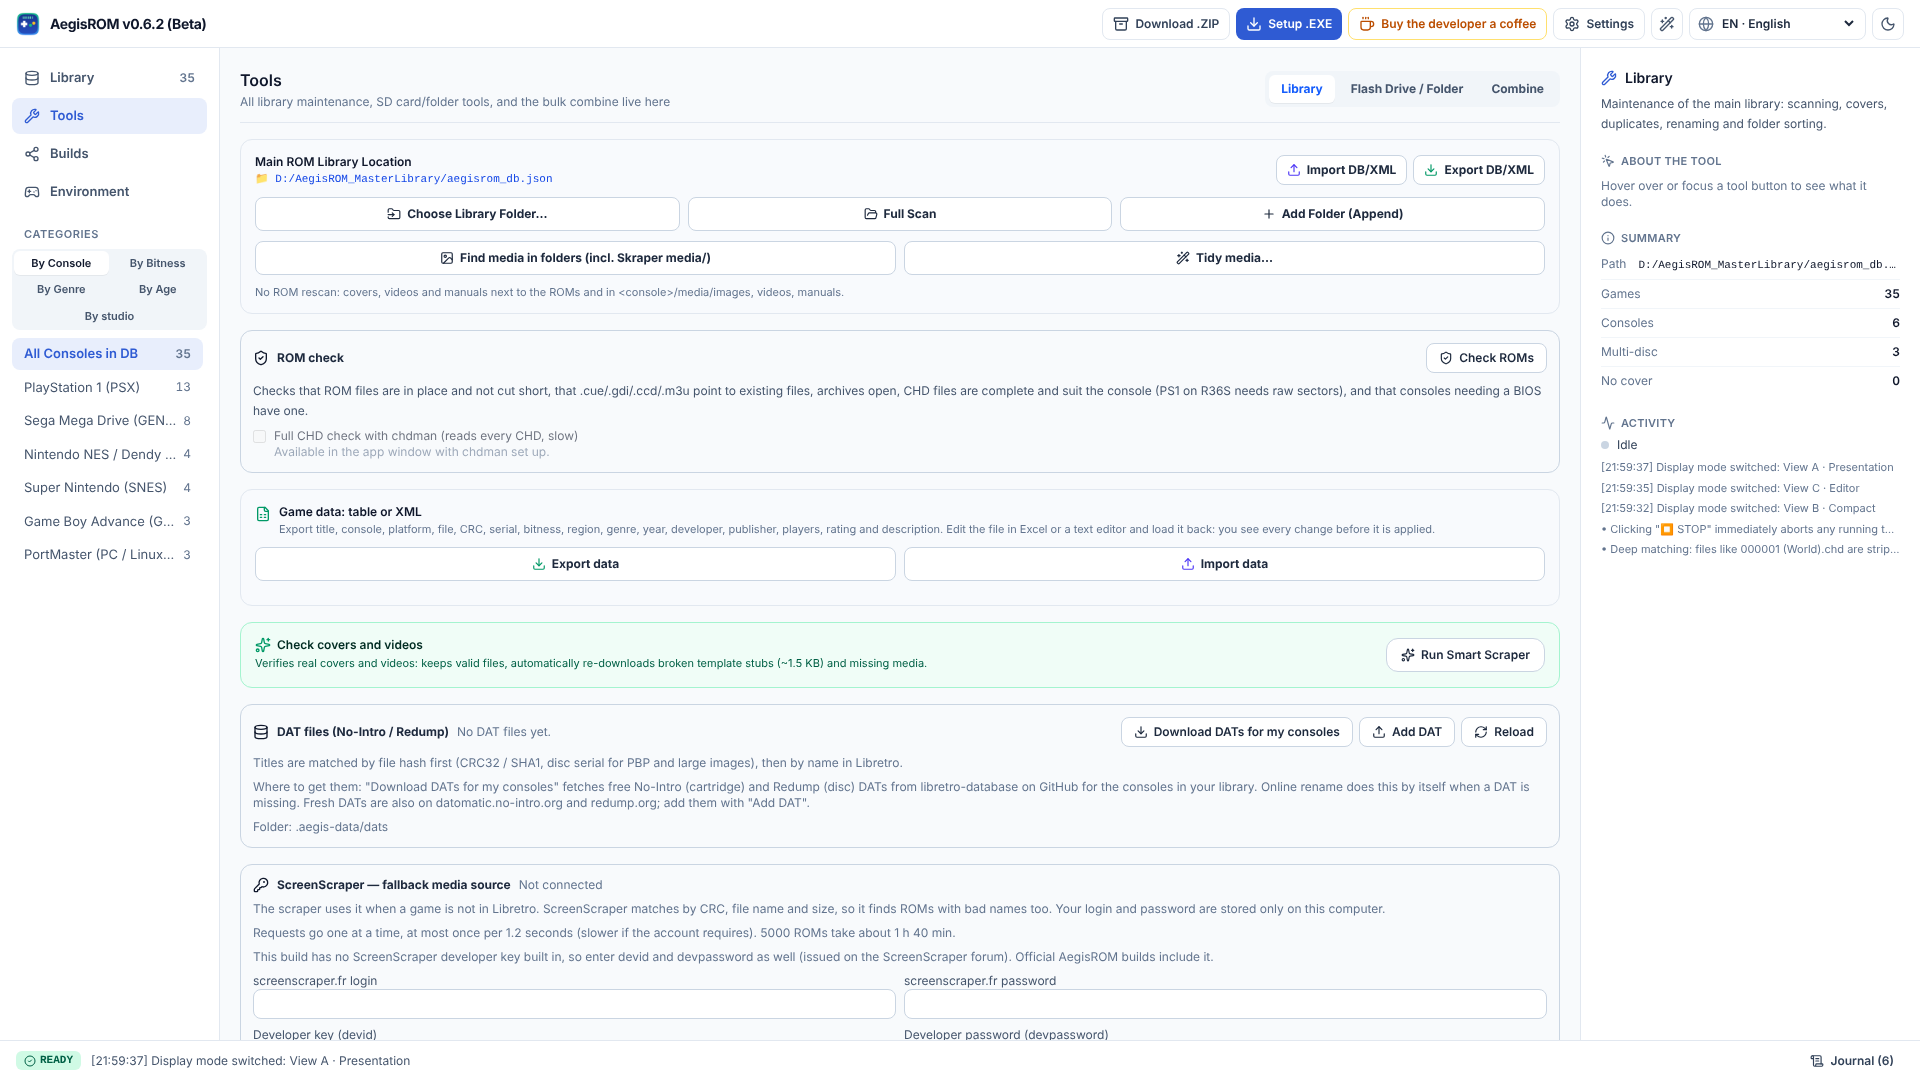 AegisROM v0.6.2 (Beta)
Download .ZIP
Setup .EXE
Buy the developer a coffee
Settings
EN · English
Library 35
Tools
Builds
Environment
CATEGORIES
By Console
By Bitness
By Genre
By Age
By studio
All Consoles in DB 35
PlayStation 1 (PSX) 13
Sega Mega Drive (GEN... 8
Nintendo NES / Dendy ... 4
Super Nintendo (SNES) 4
Game Boy Advance (G... 3
PortMaster (PC / Linux... 3
Tools
All library maintenance, SD card/folder tools, and the bulk combine live here
Library
Flash Drive / Folder
Combine
Main ROM Library Location
D:/AegisROM_MasterLibrary/aegisrom_db.json
Import DB/XML
Export DB/XML
Choose Library Folder...
Full Scan
Add Folder (Append)
Find media in folders (incl. Skraper media/)
Tidy media...
No ROM rescan: covers, videos and manuals next to the ROMs and in <console>/media/images, videos, manuals.
ROM check
Check ROMs
Checks that ROM files are in place and not cut short, that .cue/.gdi/.ccd/.m3u point to existing files, archives open, CHD files are complete and suit the console (PS1 on R36S needs raw sectors), and that consoles needing a BIOS
have one.
Full CHD check with chdman (reads every CHD, slow)
Available in the app window with chdman set up.
Game data: table or XML
Export title, console, platform, file, CRC, serial, bitness, region, genre, year, developer, publisher, players, rating and description. Edit the file in Excel or a text editor and load it back: you see every change before it is applied.
Export data
Import data
Check covers and videos
Verifies real covers and videos: keeps valid files, automatically re-downloads broken template stubs (~1.5 KB) and missing media.
Run Smart Scraper
DAT files (No-Intro / Redump) No DAT files yet.
Download DATs for my consoles
Add DAT
Reload
Titles are matched by file hash first (CRC32 / SHA1, disc serial for PBP and large images), then by name in Libretro.
Where to get them: "Download DATs for my consoles" fetches free No-Intro (cartridge) and Redump (disc) DATs from libretro-database on GitHub for the consoles in your library. Online rename does this by itself when a DAT is
missing. Fresh DATs are also on datomatic.no-intro.org and redump.org; add them with "Add DAT".
Folder: .aegis-data/dats
ScreenScraper — fallback media source Not connected
The scraper uses it when a game is not in Libretro. ScreenScraper matches by CRC, file name and size, so it finds ROMs with bad names too. Your login and password are stored only on this computer.
Requests go one at a time, at most once per 1.2 seconds (slower if the account requires). 5000 ROMs take about 1 h 40 min.
This build has no ScreenScraper developer key built in, so enter devid and devpassword as well (issued on the ScreenScraper forum). Official AegisROM builds include it.
screenscraper.fr login
screenscraper.fr password
Developer key (devid)
Developer password (devpassword)
Library
Maintenance of the main library: scanning, covers,
duplicates, renaming and folder sorting.
ABOUT THE TOOL
Hover over or focus a tool button to see what it
does.
SUMMARY
Path D:/AegisROM_MasterLibrary/aegisrom_db.…
Games 35
Consoles 6
Multi-disc 3
No cover 0
ACTIVITY
Idle
[21:59:37] Display mode switched: View A · Presentation
[21:59:35] Display mode switched: View C · Editor
[21:59:32] Display mode switched: View B · Compact
• Clicking "⏹ STOP" immediately aborts any running t...
• Deep matching: files like 000001 (World).chd are strip...
READY
[21:59:37] Display mode switched: View A · Presentation
Journal (6)